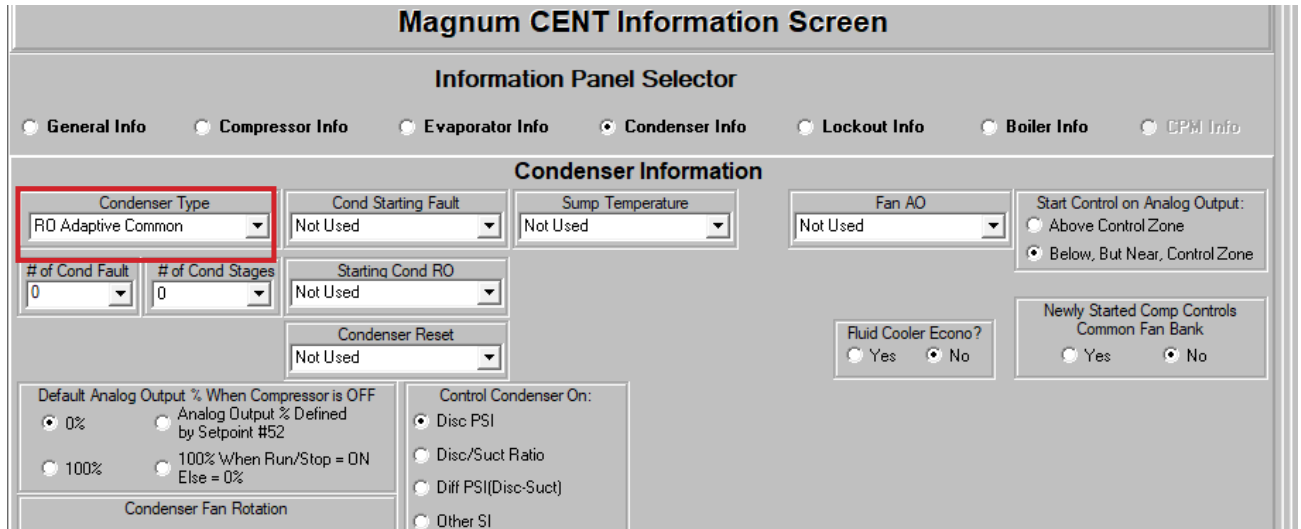 Magnum CENT Information Screen
Information Panel Selector
General Info Compressor Info Evaporator Info Condenser Info Lockout Info Boiler Info CPM Info
Condenser Information
Condenser Type Cond Starting Fault Sump Temperature Fan AO Start Control on Analog Output:
RO Adaptive Common Not Used Not Used Not Used Above Control Zone
Below, But Near, Control Zone
# of Cond Fault # of Cond Stages Starting Cond RO
0 0 Not Used
Newly Started Comp Controls
Common Fan Bank
Condenser Reset Fluid Cooler Econo?
Not Used Yes No Yes No
Default Analog Output % When Compressor is OFF Control Condenser On:
0% Analog Output % Defined
by Setpoint #52
Disc PSI
100% 100% When Run/Stop = ON
Else = 0%
Disc/Suct Ratio
Diff PSI(Disc-Suct)
Condenser Fan Rotation Other SI